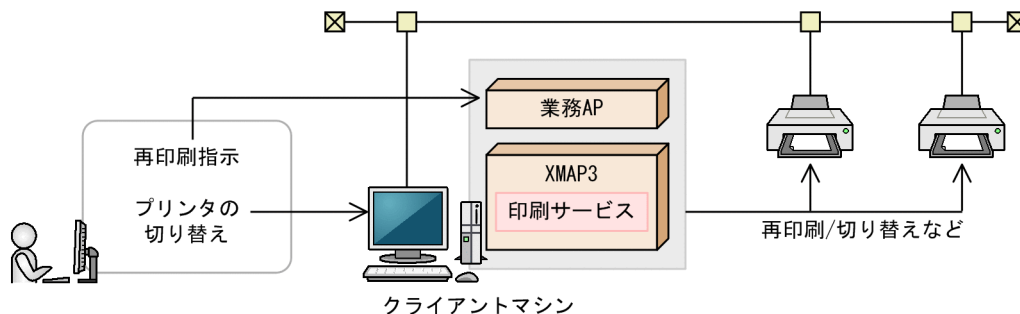 業務AP
再印刷指示
XMAP3
プリンタの
切り替え
印刷サービス
再印刷/切り替えなど
クライアントマシン